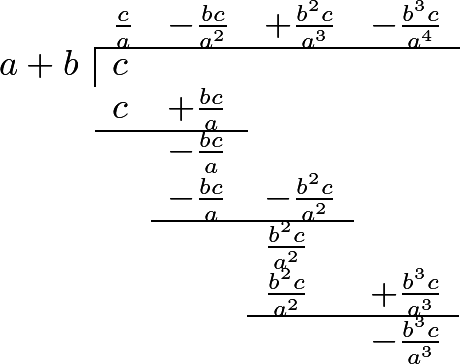 c/a − bc/a² + b²c/a³ − b³c/a⁴
a + b | c
c + bc/a
− bc/a
− bc/a − b²c/a²
b²c/a²
b²c/a² + b³c/a³
− b³c/a³